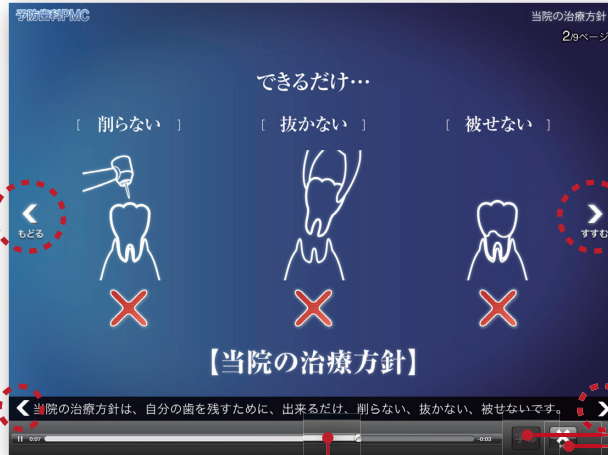 予防歯科PMC
当院の治療方針
2/9ページ
できるだけ…
［ 削らない ］
［ 抜かない ］
［ 被せない ］
もどる
すすむ
【当院の治療方針】
当院の治療方針は、自分の歯を残すために、出来るだけ、削らない、抜かない、被せないです。
0:07
-0:03